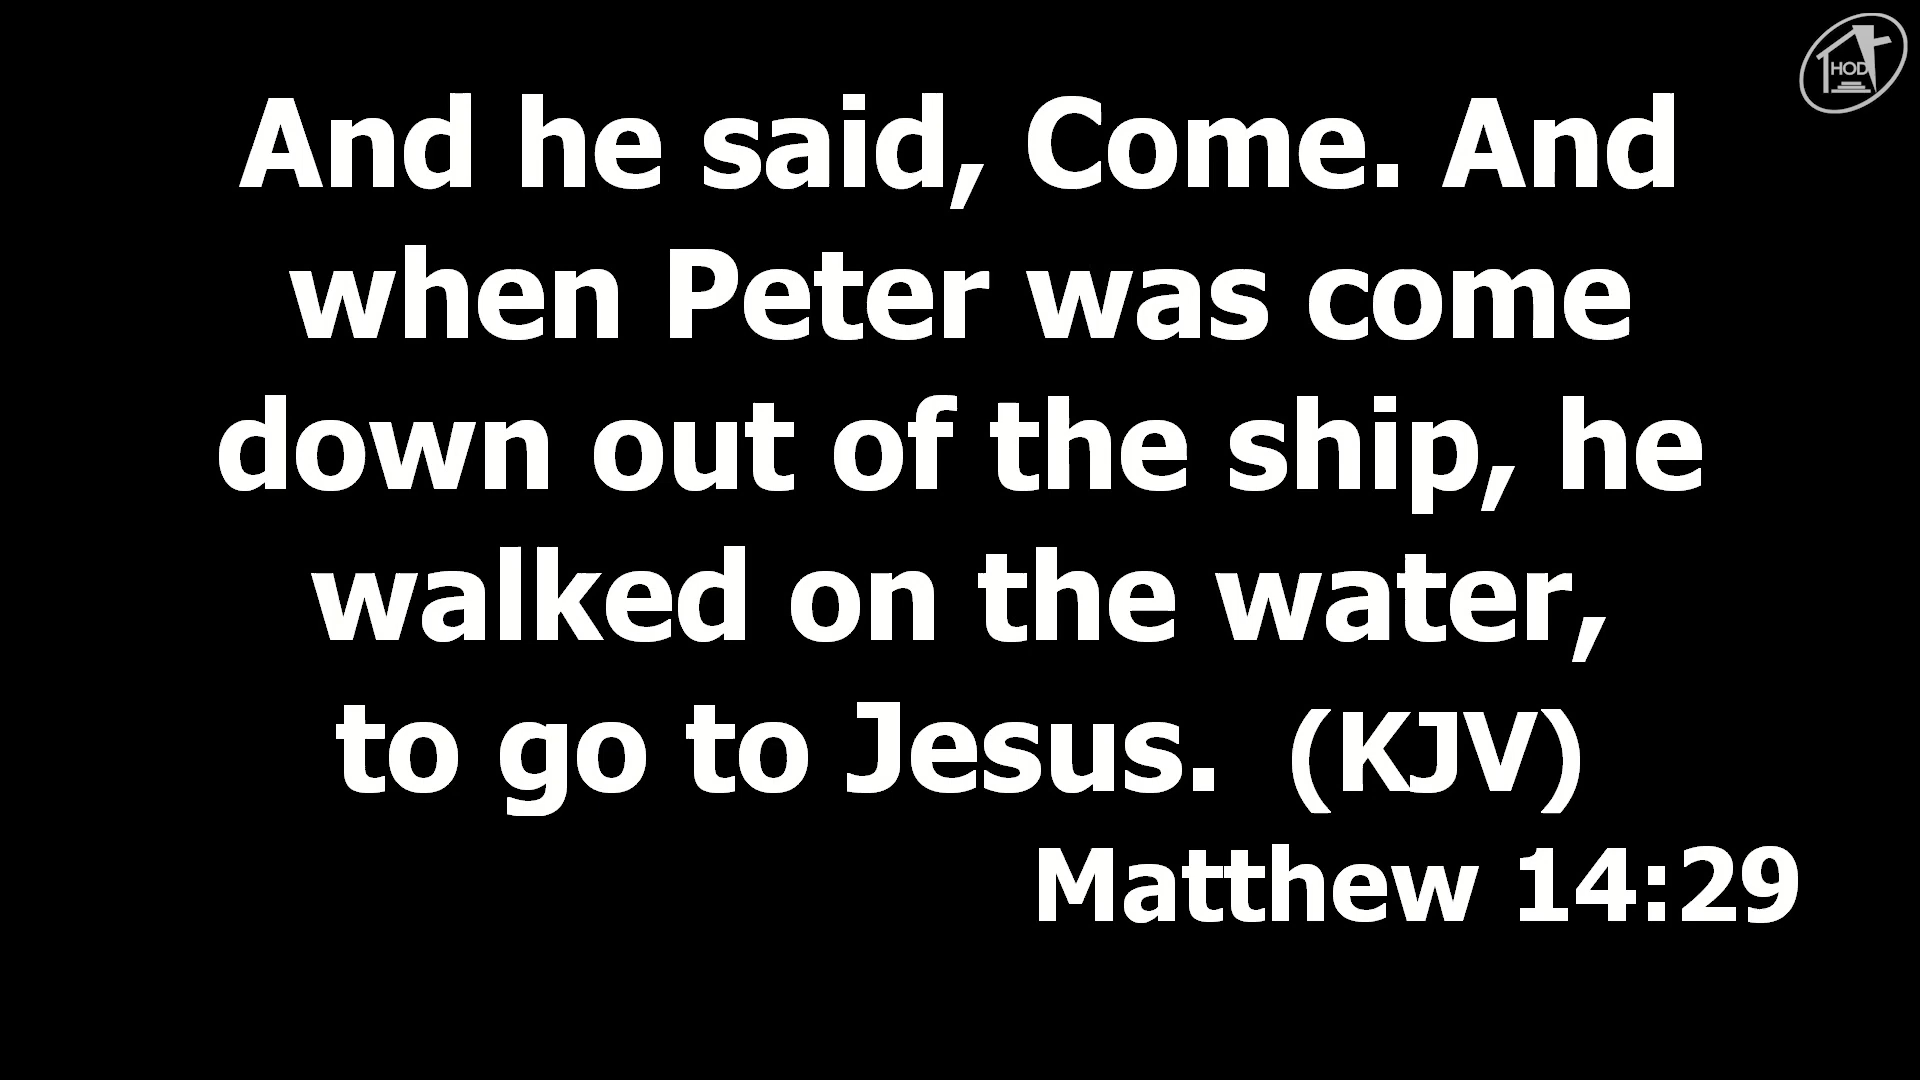 HOD
And he said, Come. And
when Peter was come
down out of the ship, he
walked on the water,
to go to Jesus.  (KJV)
Matthew 14:29